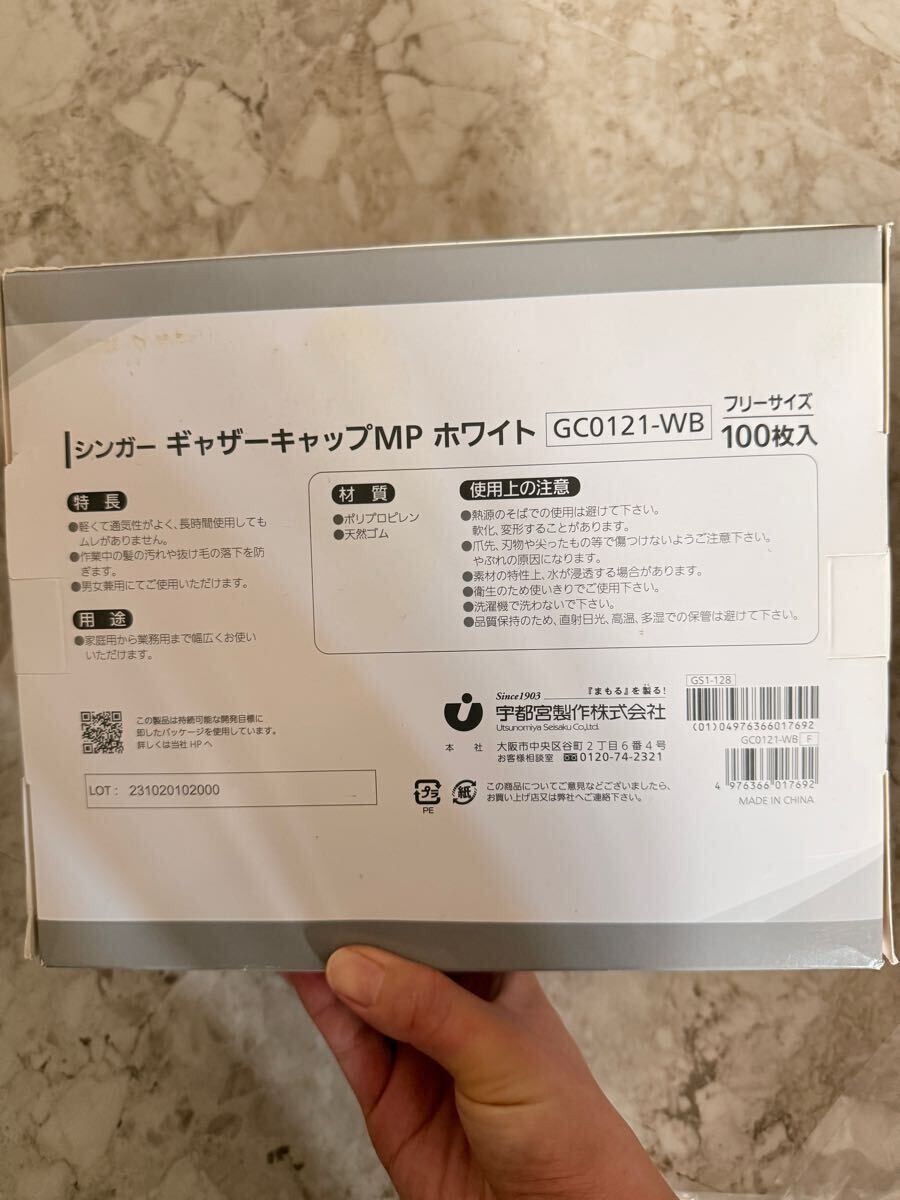 シンガー ギャザーキャップMP ホワイト GC0121-WB フリーサイズ 100枚入
特長
●軽くて通気性がよく、長時間使用しても
ムレがありません。
●作業中の髪の汚れや抜け毛の落下を防
ぎます。
●男女兼用にてご使用いただけます。
用途
●家庭用から業務用まで幅広くお使い
いただけます。
材質
●ポリプロピレン
●天然ゴム
使用上の注意
●熱源のそばでの使用は避けて下さい。
軟化、変形することがあります。
●爪先、刃物や尖ったもの等で傷つけないようご注意下さい。
やぶれの原因になります。
●素材の特性上、水が浸透する場合があります。
●衛生のため使いきりでご使用下さい。
●洗濯機で洗わないで下さい。
●品質保持のため、直射日光、高温、多湿での保管は避けて下さい。
この製品は持続可能な開発目標に
即したパッケージを使用しています。
詳しくは当社HPへ
LOT： 231020102000
Since1903 『まもる』を製る!
宇都宮製作株式会社
Utsunomiya Seisaku Co.,Ltd.
本社 大阪市中央区谷町2丁目6番4号
お客様相談室 0120-74-2321
プラ
PE
紙
この商品についてご意見などございましたら、
お買い上げ店又は弊社へご連絡下さい。
GS1-128
(01)04976366017692
GC0121-WB F
4 976366 017692
MADE IN CHINA